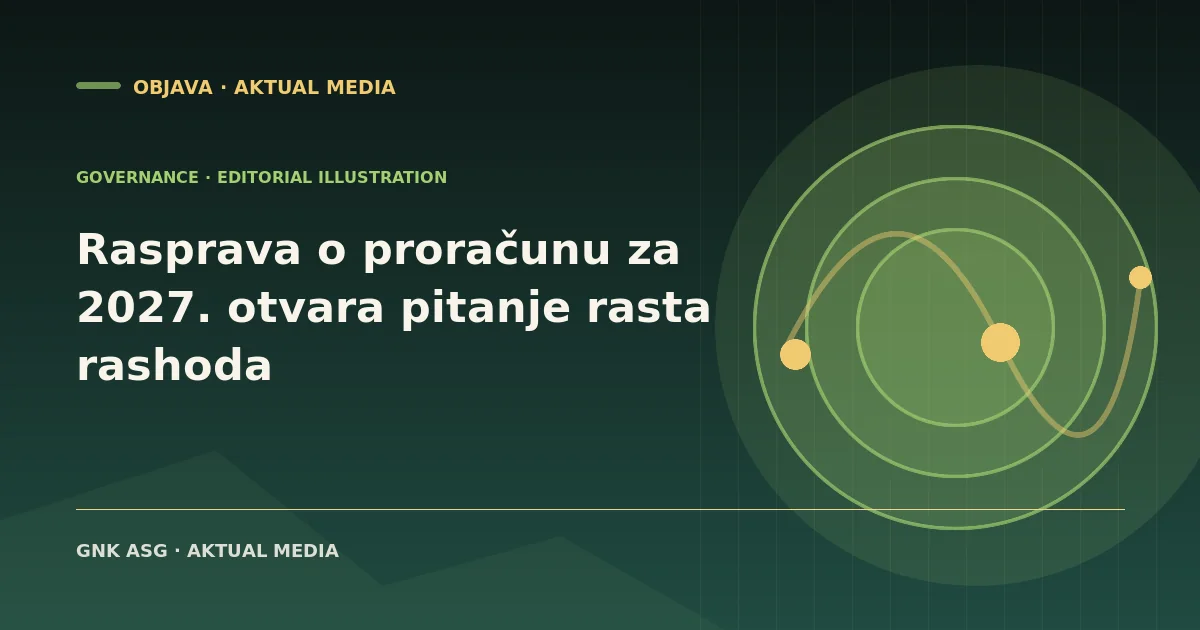 OBJAVA · AKTUAL MEDIA
GOVERNANCE · EDITORIAL ILLUSTRATION
Rasprava o proračunu za
2027. otvara pitanje rasta
rashoda
GNK ASG · AKTUAL MEDIA